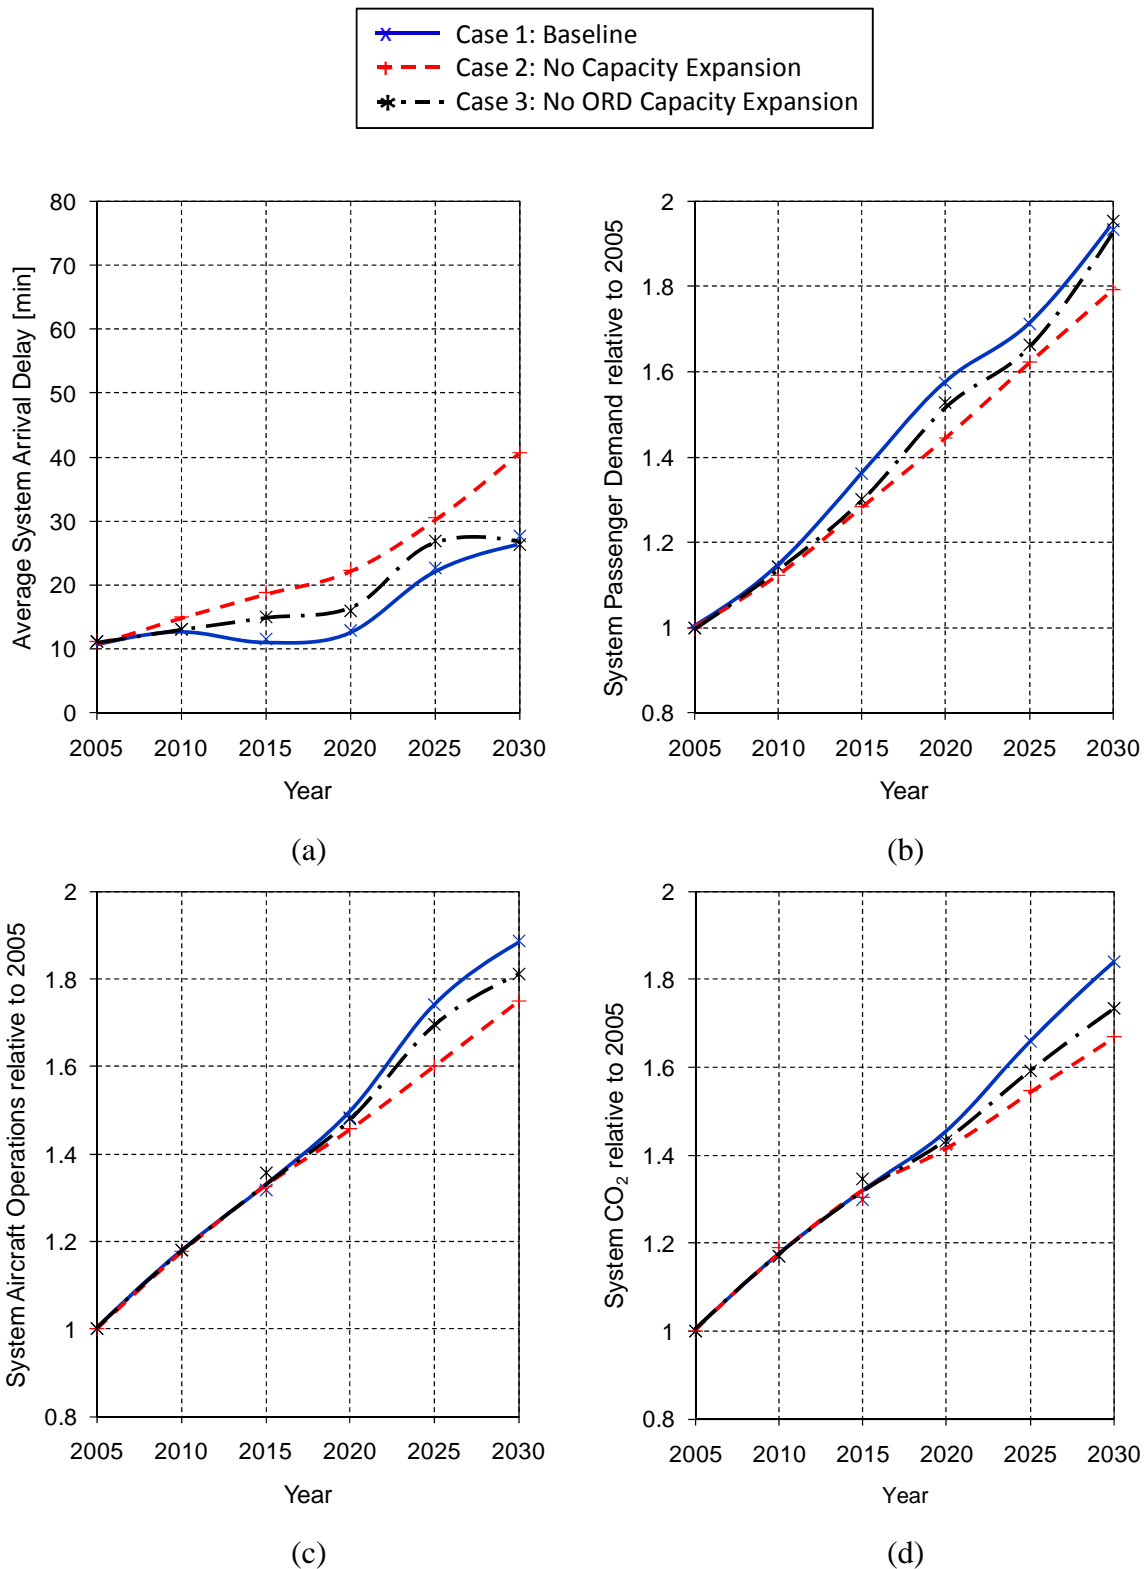 Case 1: Baseline
Case 2: No Capacity Expansion
Case 3: No ORD Capacity Expansion
Average System Arrival Delay [min]
80
70
60
50
40
30
20
10
0
2005 2010 2015 2020 2025 2030
Year
(a)
System Passenger Demand relative to 2005
2
1.8
1.6
1.4
1.2
1
0.8
2005 2010 2015 2020 2025 2030
Year
(b)
System Aircraft Operations relative to 2005
2
1.8
1.6
1.4
1.2
1
0.8
2005 2010 2015 2020 2025 2030
Year
(c)
System CO₂ relative to 2005
2
1.8
1.6
1.4
1.2
1
0.8
2005 2010 2015 2020 2025 2030
Year
(d)